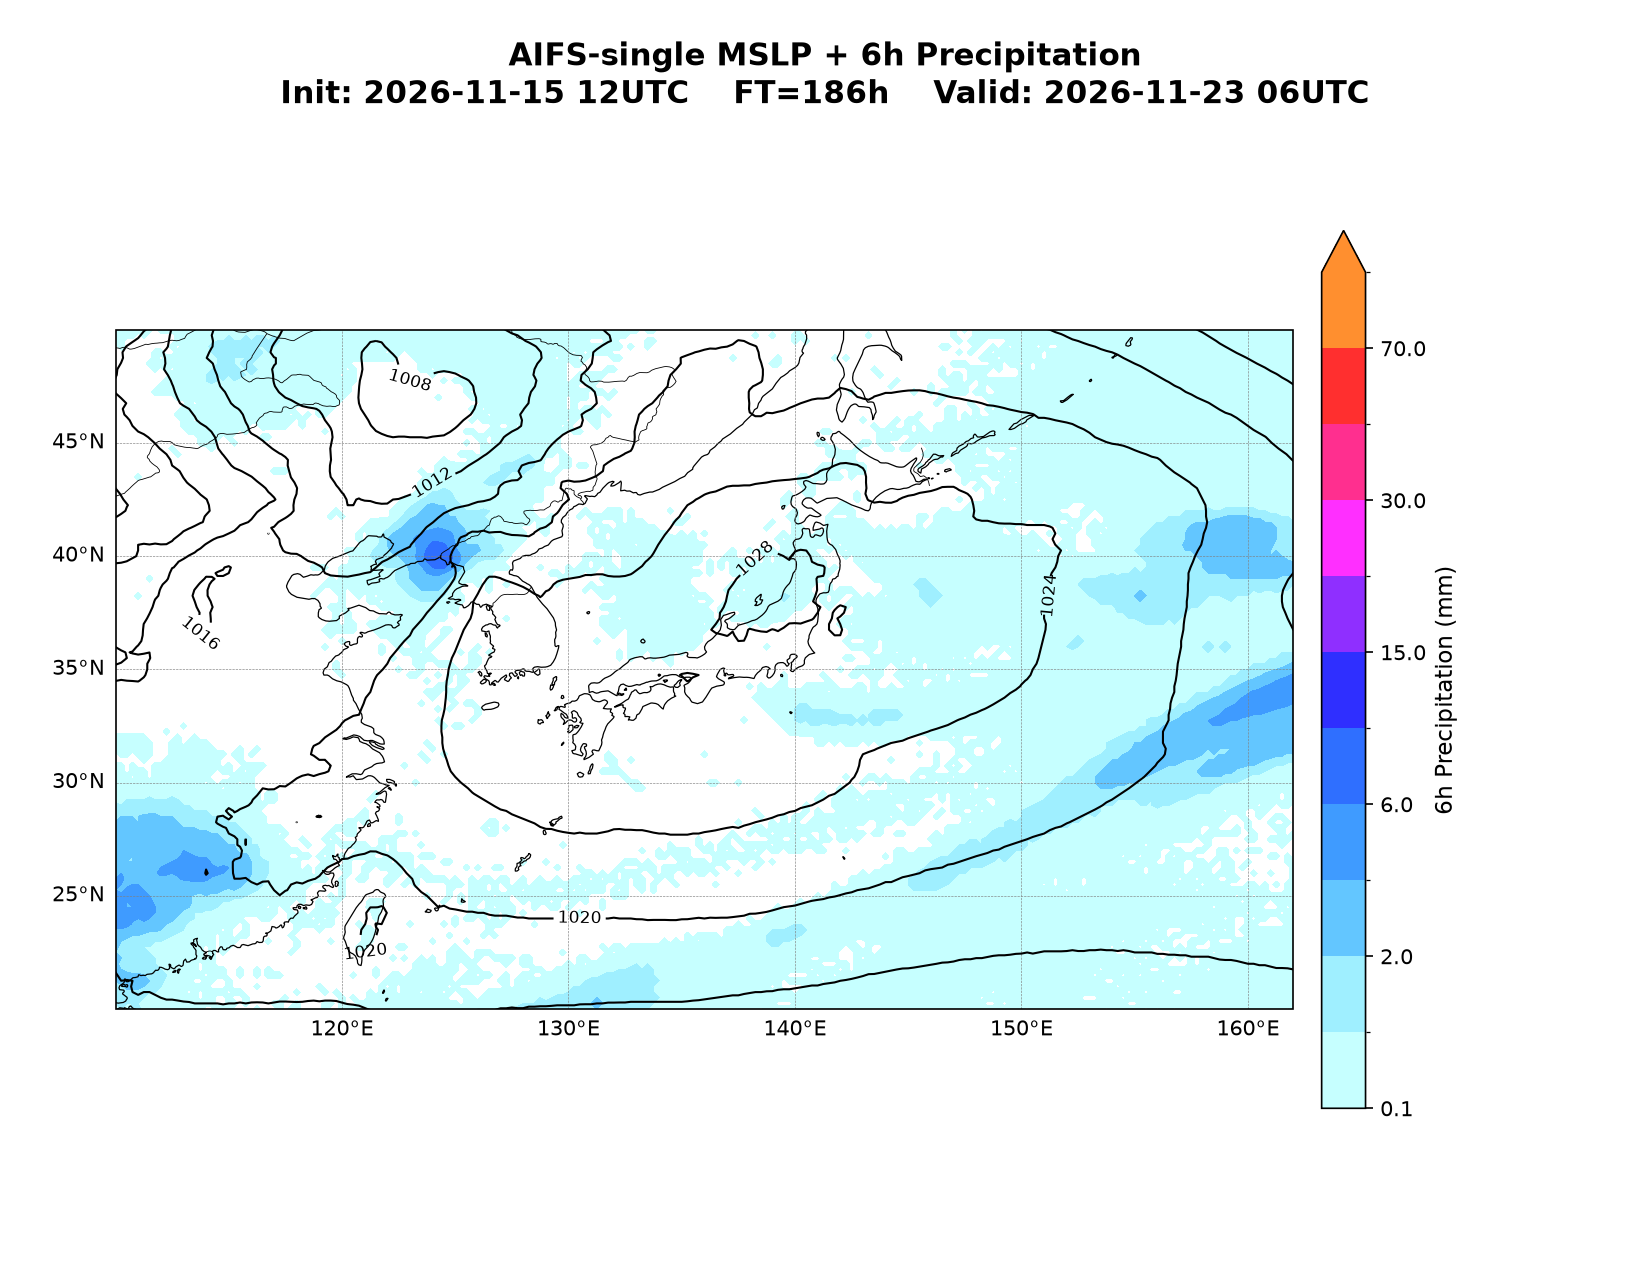 AIFS-single MSLP + 6h Precipitation
Init: 2026-11-15 12UTC    FT=186h    Valid: 2026-11-23 06UTC
70.0
1008
45°N
1012
30.0
40°N
1028
1024
1016
35°N
15.0
6h Precipitation (mm)
30°N
6.0
25°N
1020
1020
2.0
120°E
130°E
140°E
150°E
160°E
0.1